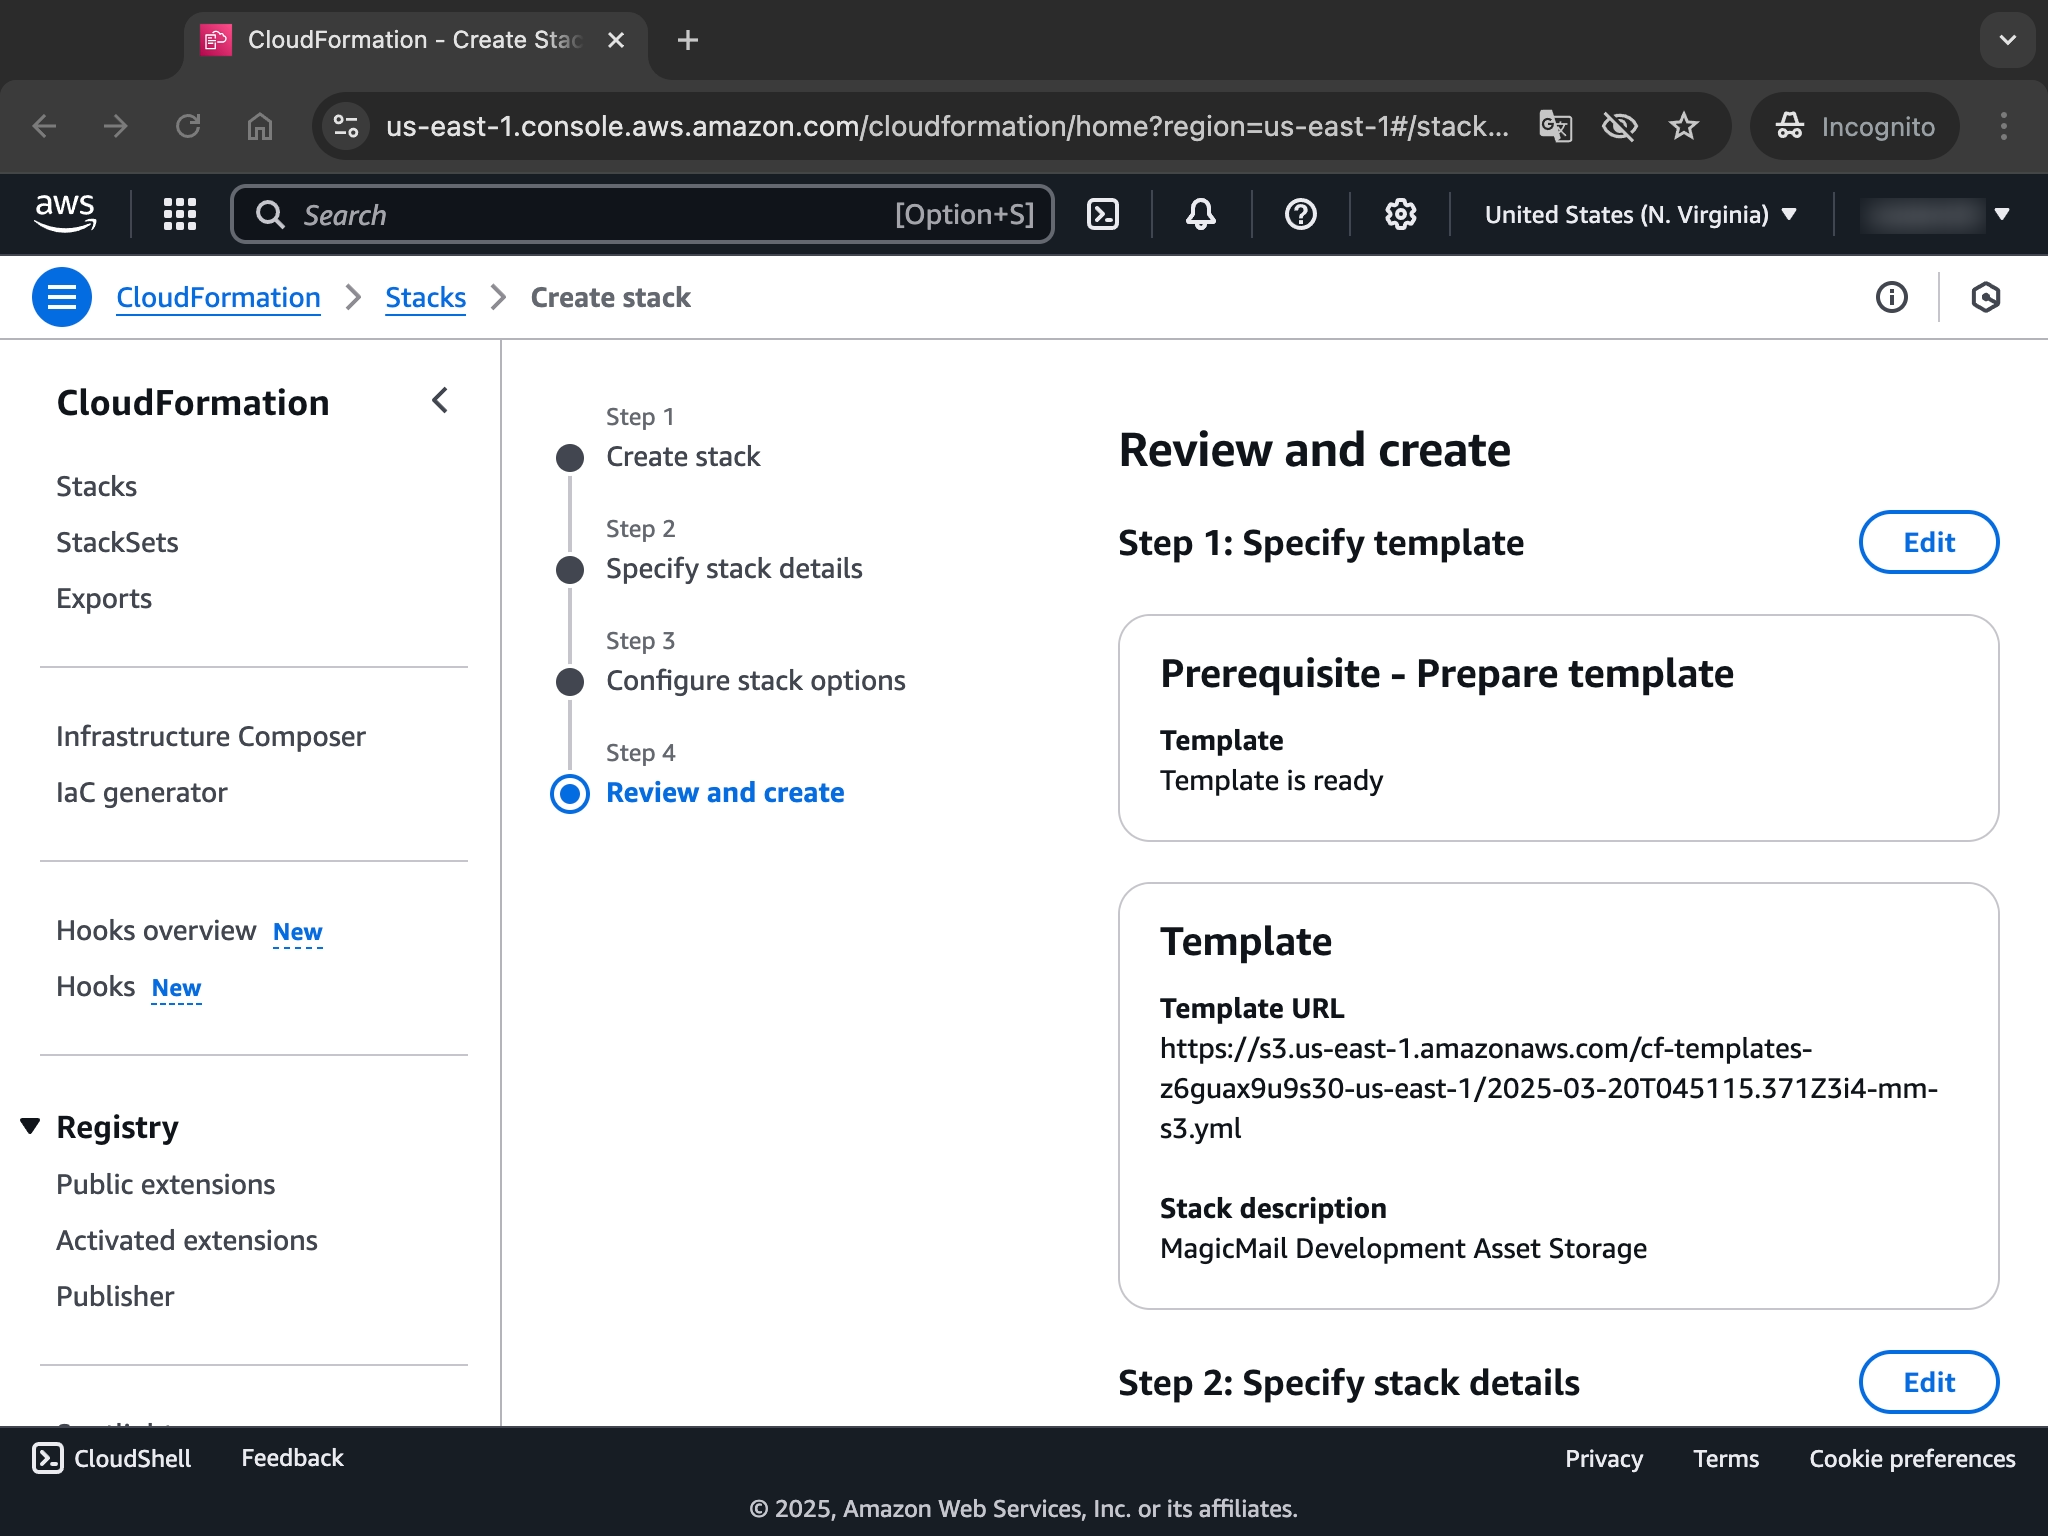 CloudFormation - Create Stac
us-east-1.console.aws.amazon.com/cloudformation/home?region=us-east-1#/stack...
Incognito
aws
Search
[Option+S]
United States (N. Virginia)
CloudFormation
Stacks
Create stack
CloudFormation
Stacks
StackSets
Exports
Infrastructure Composer
IaC generator
Hooks overview New
Hooks New
Registry
Public extensions
Activated extensions
Publisher
Step 1
Create stack
Step 2
Specify stack details
Step 3
Configure stack options
Step 4
Review and create
Review and create
Step 1: Specify template
Edit
Prerequisite - Prepare template
Template
Template is ready
Template
Template URL
https://s3.us-east-1.amazonaws.com/cf-templates-
z6guax9u9s30-us-east-1/2025-03-20T045115.371Z3i4-mm-
s3.yml
Stack description
MagicMail Development Asset Storage
Step 2: Specify stack details
Edit
CloudShell
Feedback
Privacy
Terms
Cookie preferences
© 2025, Amazon Web Services, Inc. or its affiliates.